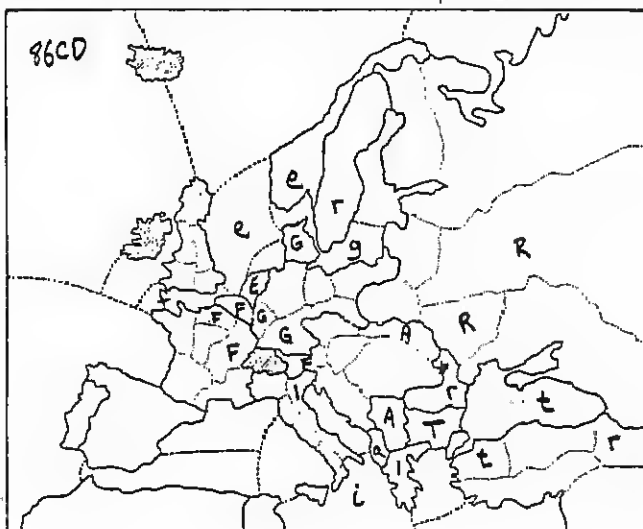 86CD
e
e r
G g R
E
F F G R
F G A
F
I r
A T t
a I t r
i